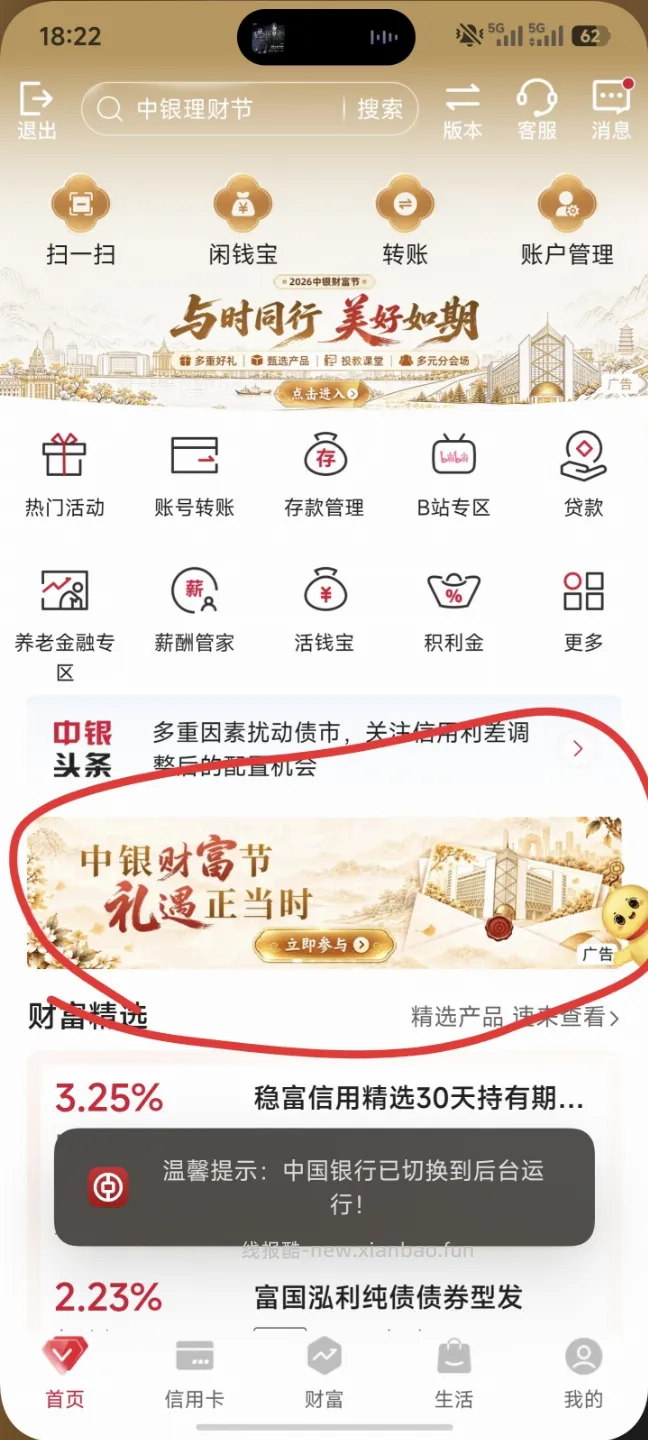 18:22
5G
5G
62
退出
中银理财节
搜索
版本
客服
消息
扫一扫
闲钱宝
转账
账户管理
2026中银财富节
与时同行 美好如期
多重好礼
甄选产品
投教课堂
多元分会场
点击进入
广告
热门活动
账号转账
存
存款管理
bilibili
B站专区
贷款
养老金融专
区
薪
薪酬管家
¥
活钱宝
%
积利金
更多
中银
头条
多重因素扰动债市，关注信用利差调
整后的配置机会
中银财富节
礼遇正当时
立即参与
广告
财富精选
精选产品 速来查看
3.25%
稳富信用精选30天持有期...
温馨提示：中国银行已切换到后台运
行！
线报酷-new.xianbao.fun
2.23%
富国泓利纯债债券型发
首页
信用卡
财富
生活
我的